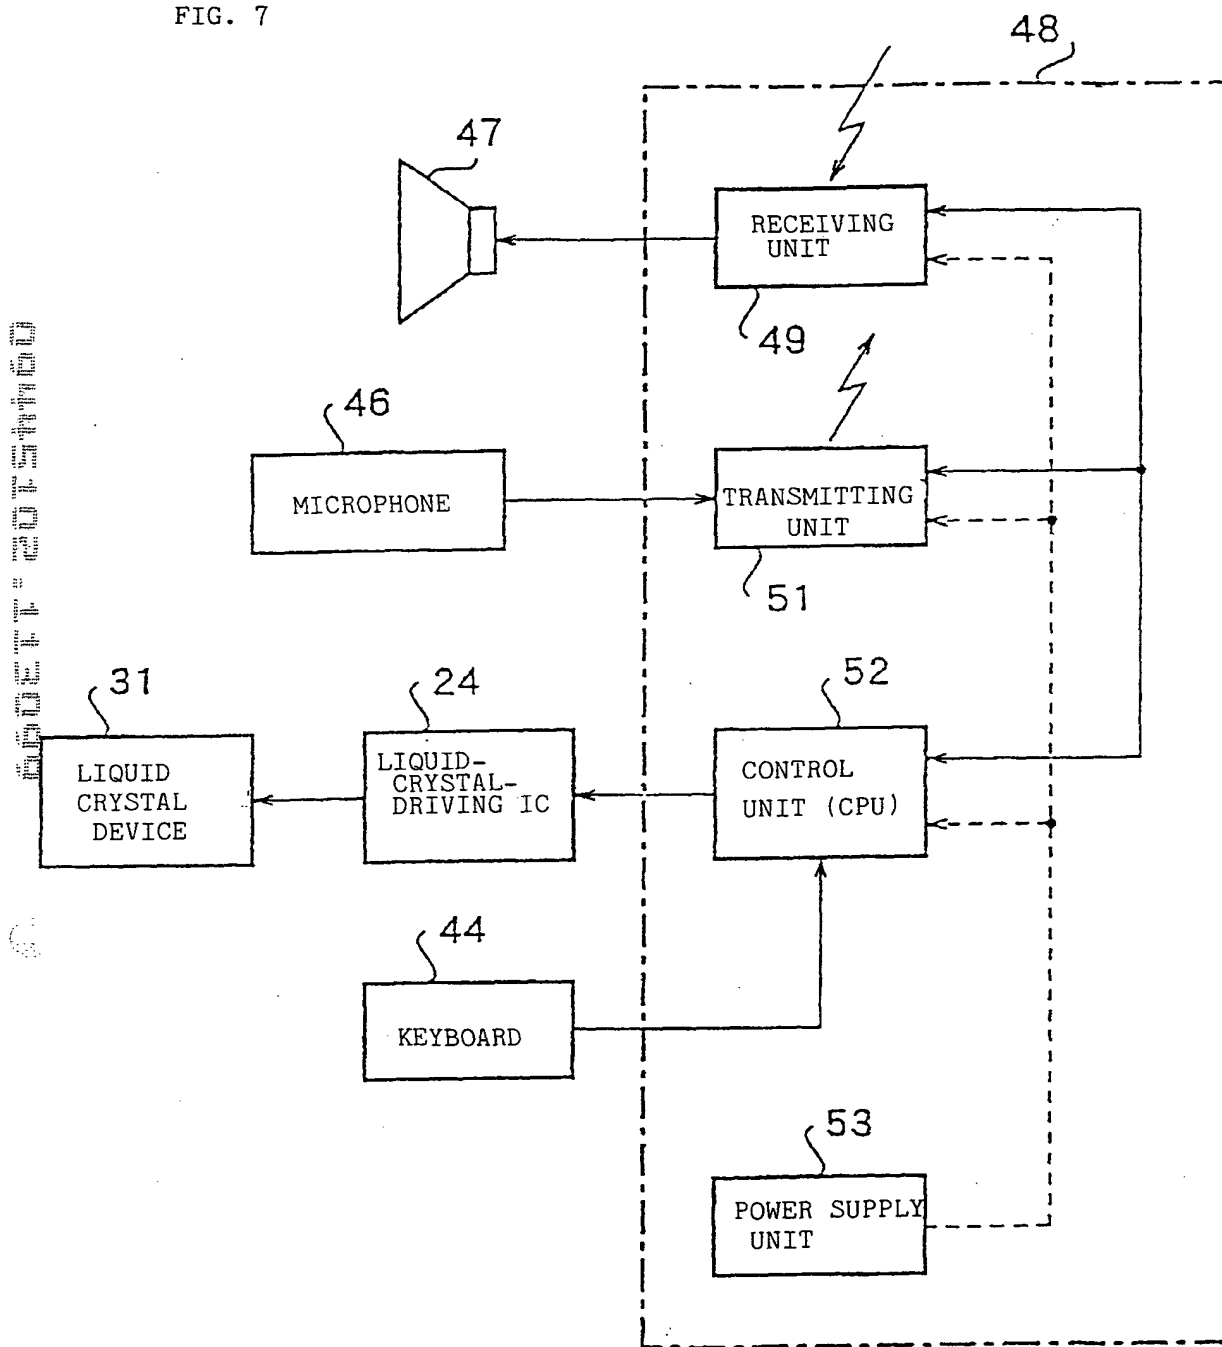 FIG. 7
48
47
RECEIVING
UNIT
49
46
MICROPHONE
TRANSMITTING
UNIT
51
31
24
52
LIQUID
CRYSTAL
DEVICE
LIQUID-
CRYSTAL-
DRIVING IC
CONTROL
UNIT (CPU)
44
KEYBOARD
53
POWER SUPPLY
UNIT